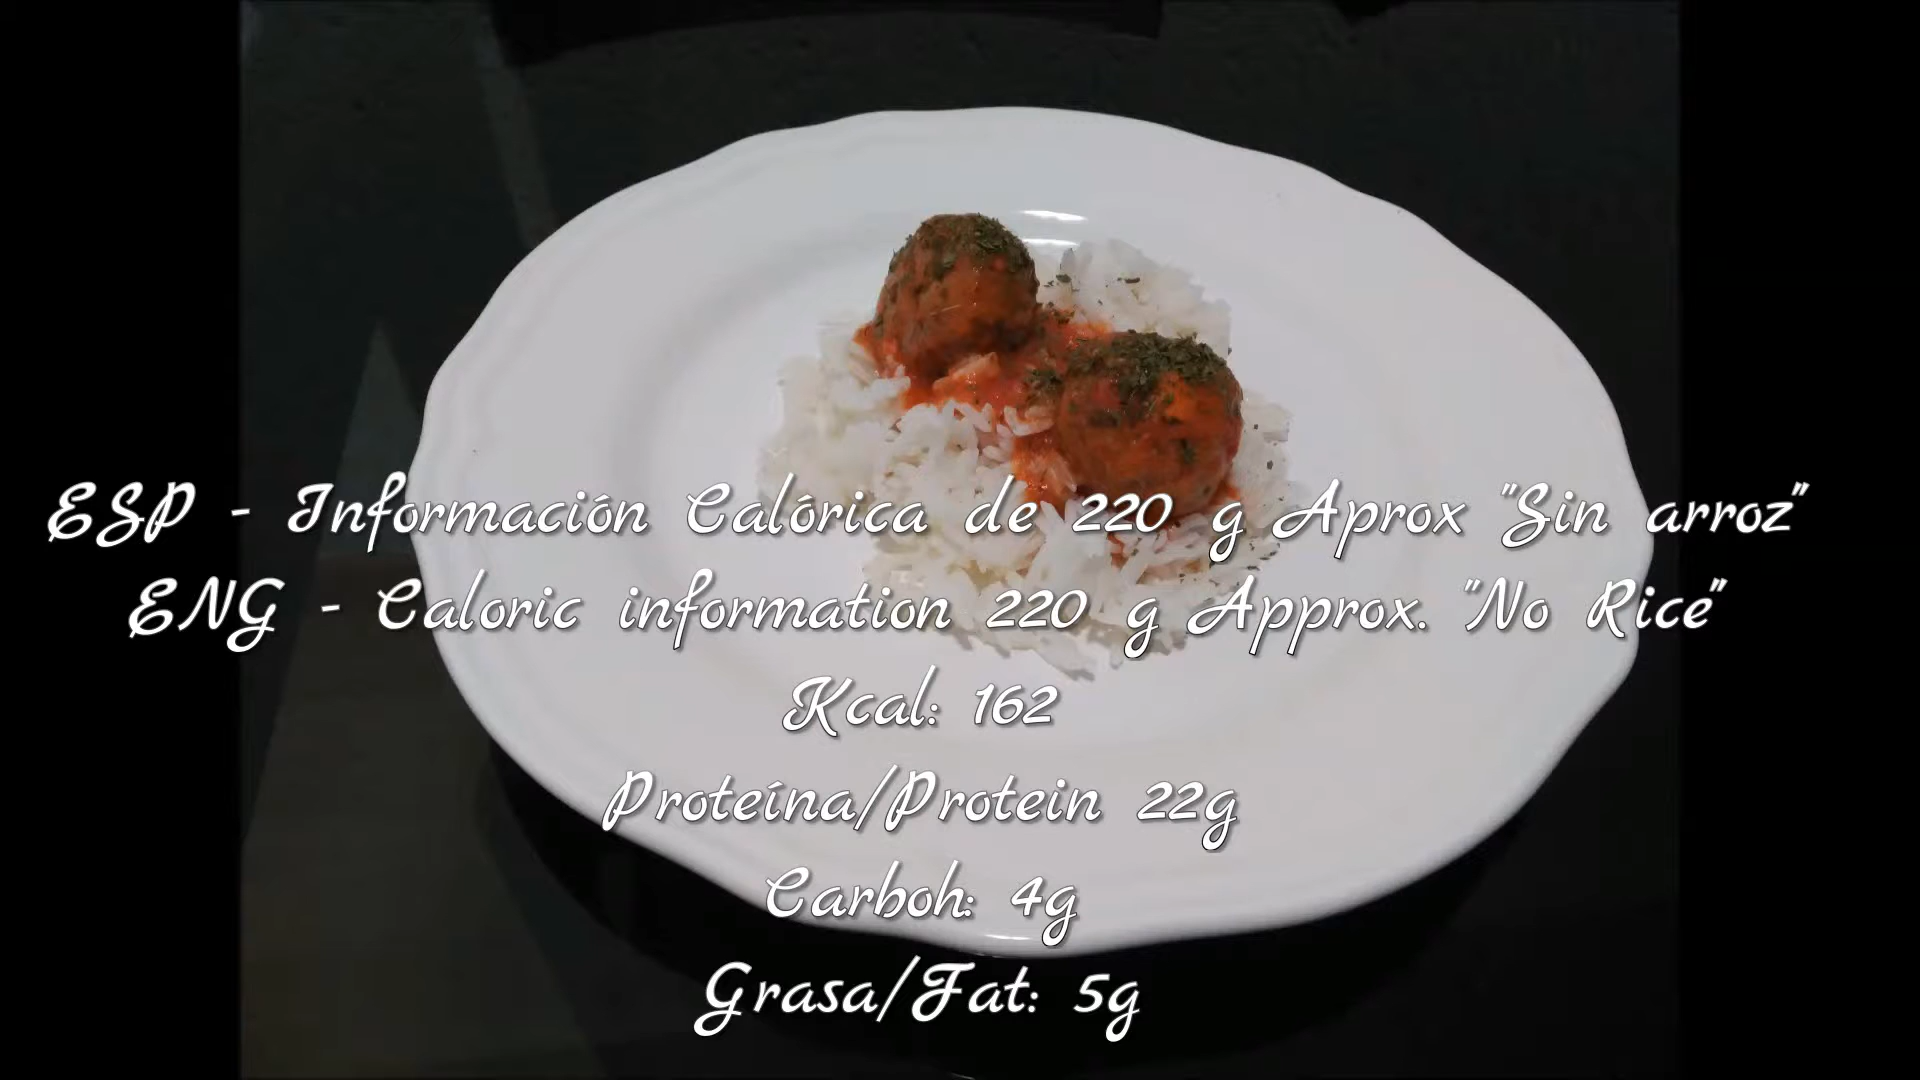 ESP - Información Calórica de 220 g Aprox "Sin arroz"
ENG - Caloric information 220 g Approx. "No Rice"
Kcal: 162
Proteína/Protein 22g
Carboh: 4g
Grasa/Fat: 5g